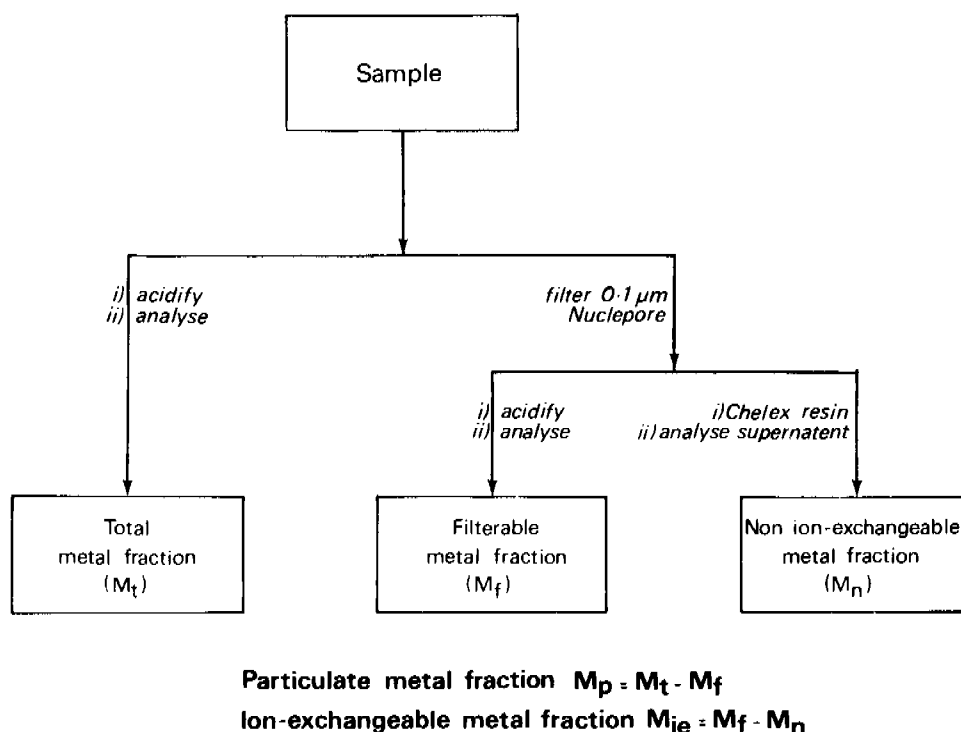 Sample
i) acidify
ii) analyse
filter 0·1 μm
Nuclepore
i) acidify
ii) analyse
i) Chelex resin
ii) analyse supernatent
Total
metal fraction
(Mt)
Filterable
metal fraction
(Mf)
Non ion-exchangeable
metal fraction
(Mn)
Particulate metal fraction Mp = Mt - Mf
Ion-exchangeable metal fraction Mie = Mf - Mn